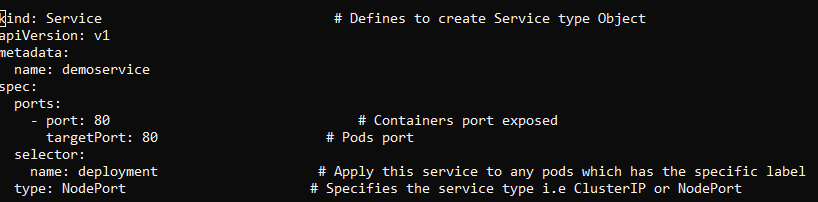 kind: Service                             # Defines to create Service type Object
apiVersion: v1
metadata:
  name: demoservice
spec:
  ports:
    - port: 80                               # Containers port exposed
      targetPort: 80                     # Pods port
  selector:
    name: deployment                    # Apply this service to any pods which has the specific label
  type: NodePort                       # Specifies the service type i.e ClusterIP or NodePort